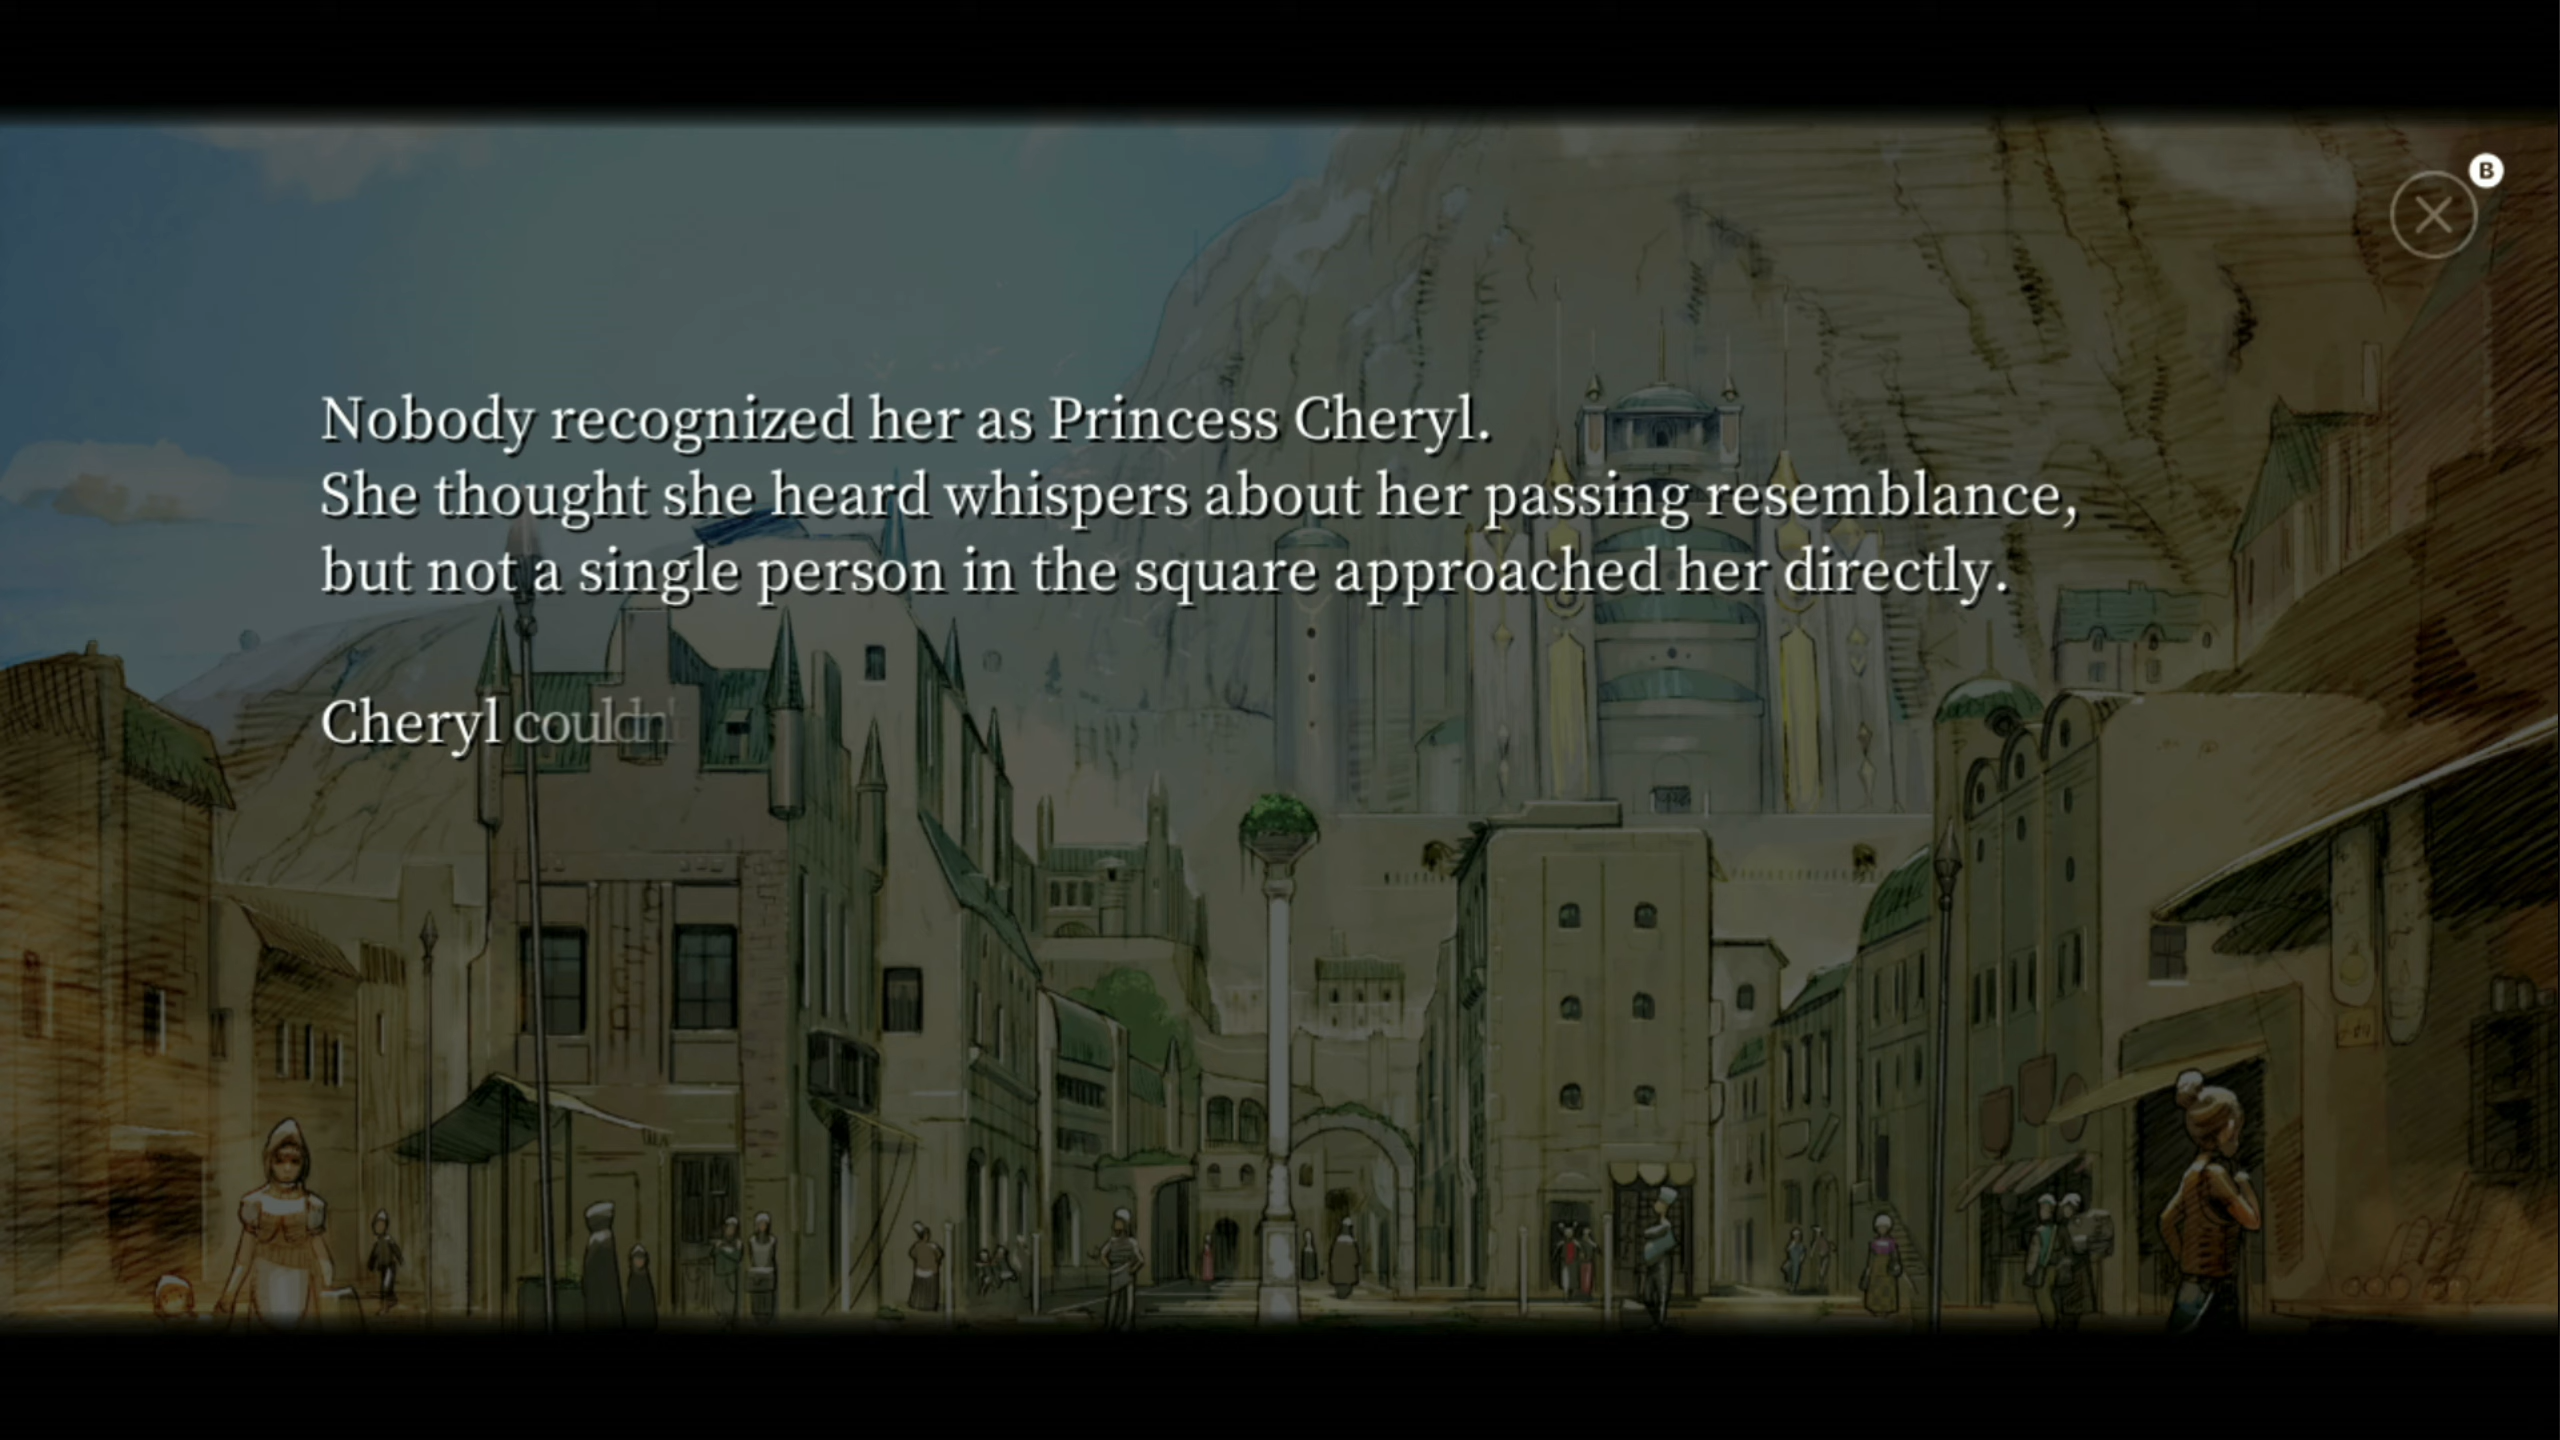 B
Nobody recognized her as Princess Cheryl.
She thought she heard whispers about her passing resemblance,
but not a single person in the square approached her directly.
Cheryl couldn'